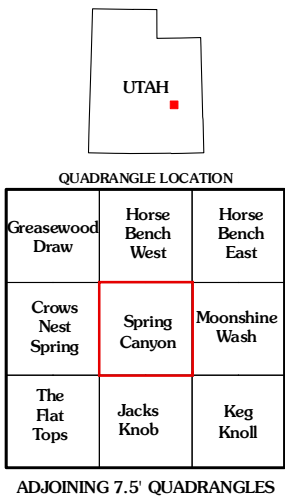 UTAH
QUADRANGLE LOCATION
Greasewood
Draw
Horse
Bench
West
Horse
Bench
East
Crows
Nest
Spring
Spring
Canyon
Moonshine
Wash
The
Flat
Tops
Jacks
Knob
Keg
Knoll
ADJOINING 7.5' QUADRANGLES